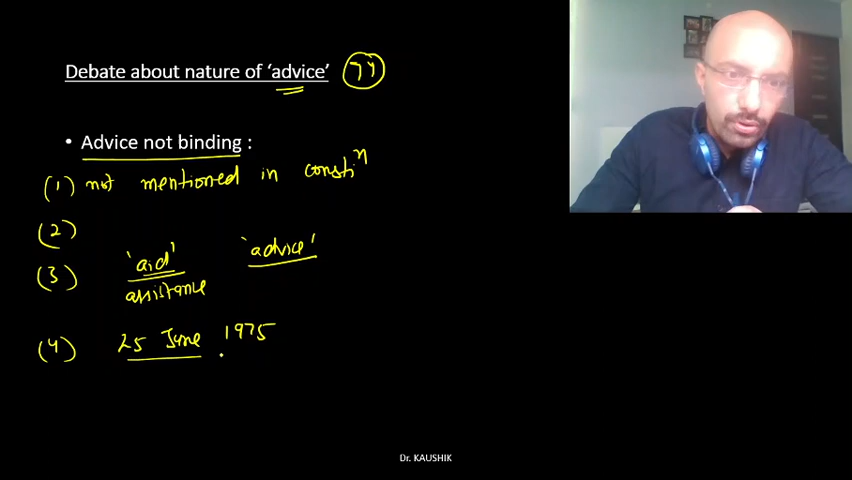 Debate about nature of 'advice' 74
• Advice not binding :
(1) not mentioned in constiⁿ
(2)
(3) 'aid' 'advice'
assistance
(4) 25 June 1975
Dr. KAUSHIK